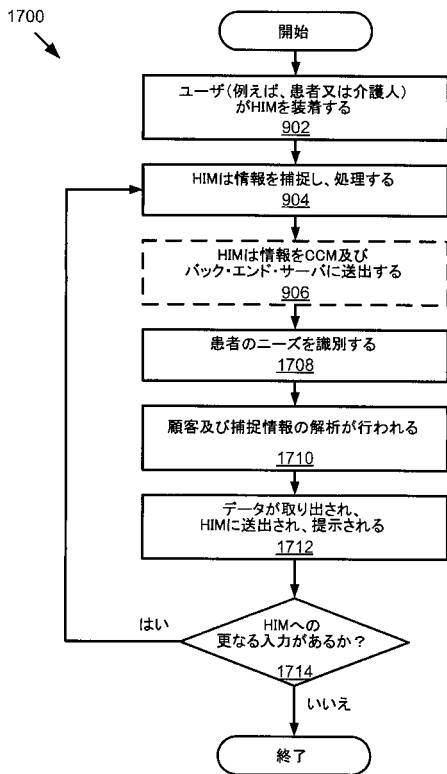 1700
開始
ユーザ(例えば、患者又は介護人)
がHIMを装着する
902
HIMは情報を捕捉し、処理する
904
HIMは情報をCCM及び
バック・エンド・サーバに送出する
906
患者のニーズを識別する
1708
顧客及び捕捉情報の解析が行われる
1710
データが取り出され、
HIMに送出され、提示される
1712
はい
HIMへの
更なる入力があるか?
1714
いいえ
終了